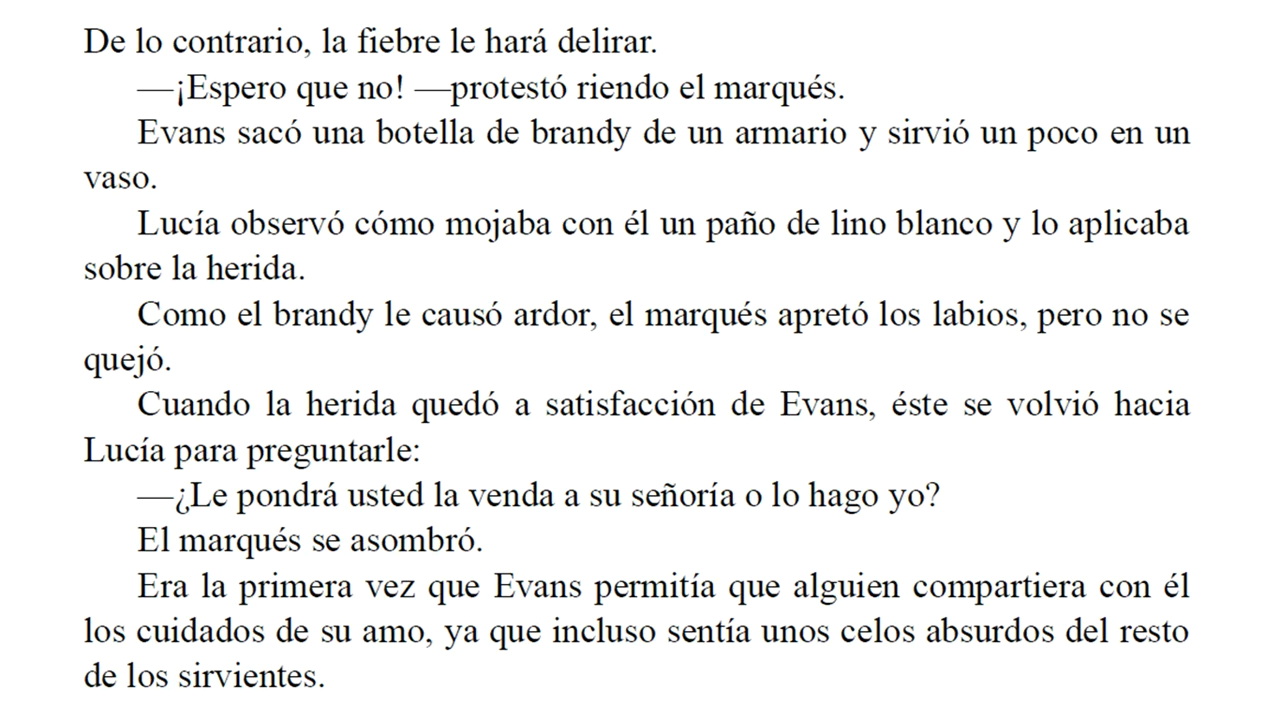 De lo contrario, la fiebre le hará delirar.
—¡Espero que no! —protestó riendo el marqués.
Evans sacó una botella de brandy de un armario y sirvió un poco en un
vaso.
Lucía observó cómo mojaba con él un paño de lino blanco y lo aplicaba
sobre la herida.
Como el brandy le causó ardor, el marqués apretó los labios, pero no se
quejó.
Cuando la herida quedó a satisfacción de Evans, éste se volvió hacia
Lucía para preguntarle:
—¿Le pondrá usted la venda a su señoría o lo hago yo?
El marqués se asombró.
Era la primera vez que Evans permitía que alguien compartiera con él
los cuidados de su amo, ya que incluso sentía unos celos absurdos del resto
de los sirvientes.